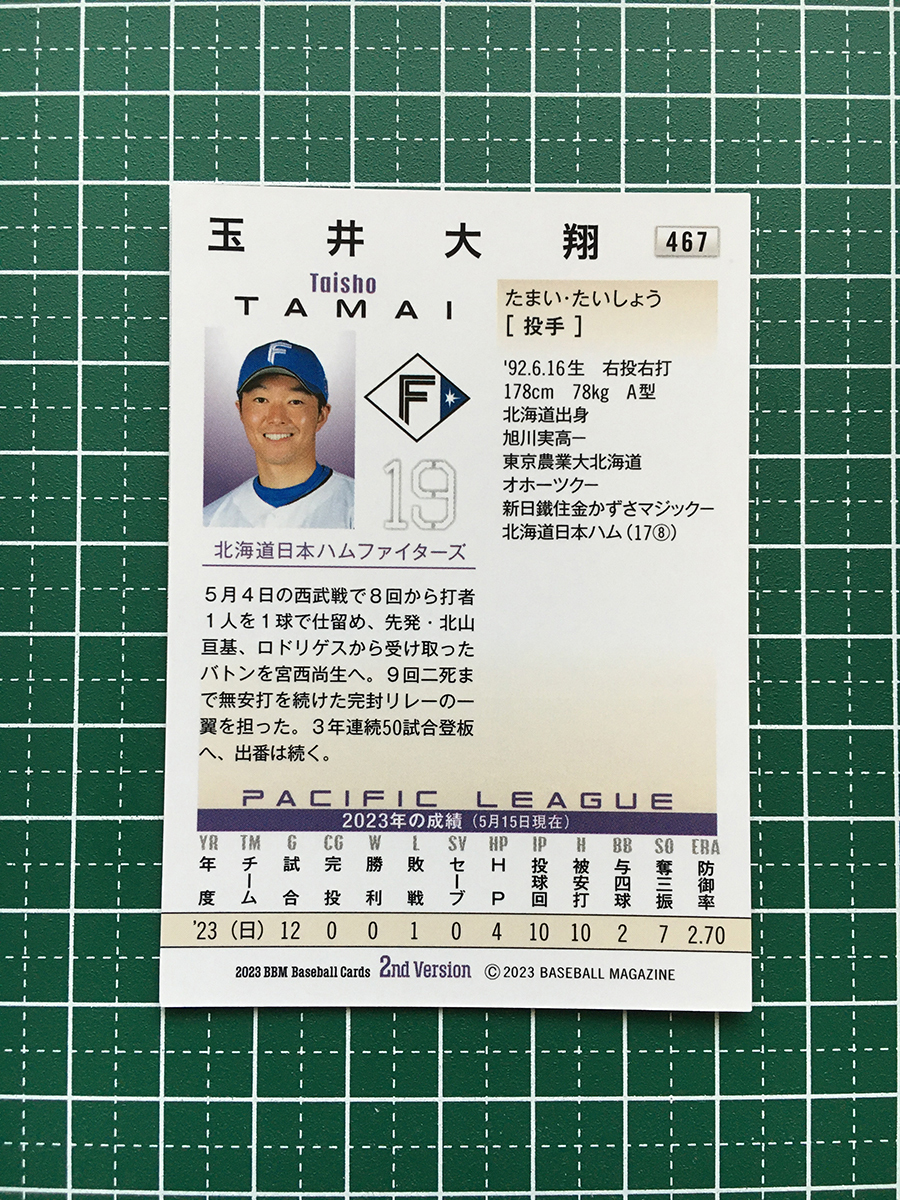 玉井大翔
467
Taisho
TAMAI
たまい・たいしょう
[ 投手 ]
F
F
19
北海道日本ハムファイターズ
'92.6.16生 右投右打
178cm 78kg A型
北海道出身
旭川実高ー
東京農業大北海道
オホーツクー
新日鐵住金かずさマジックー
北海道日本ハム (17⑧)
5月4日の西武戦で8回から打者
1人を1球で仕留め、先発・北山
亘基、ロドリゲスから受け取った
バトンを宮西尚生へ。9回二死ま
で無安打を続けた完封リレーの一
翼を担った。3年連続50試合登板
へ、出番は続く。
PACIFIC LEAGUE
2023年の成績 (5月15日現在)
YR TM G CG W L SV HP IP H BB SO ERA
年度 チーム 試合 完投 勝利 敗戦 セーブ HP 投球回 被安打 与四球 奪三振 防御率
'23 (日) 12 0 0 1 0 4 10 10 2 7 2.70
2023 BBM Baseball Cards 2nd Version © 2023 BASEBALL MAGAZINE